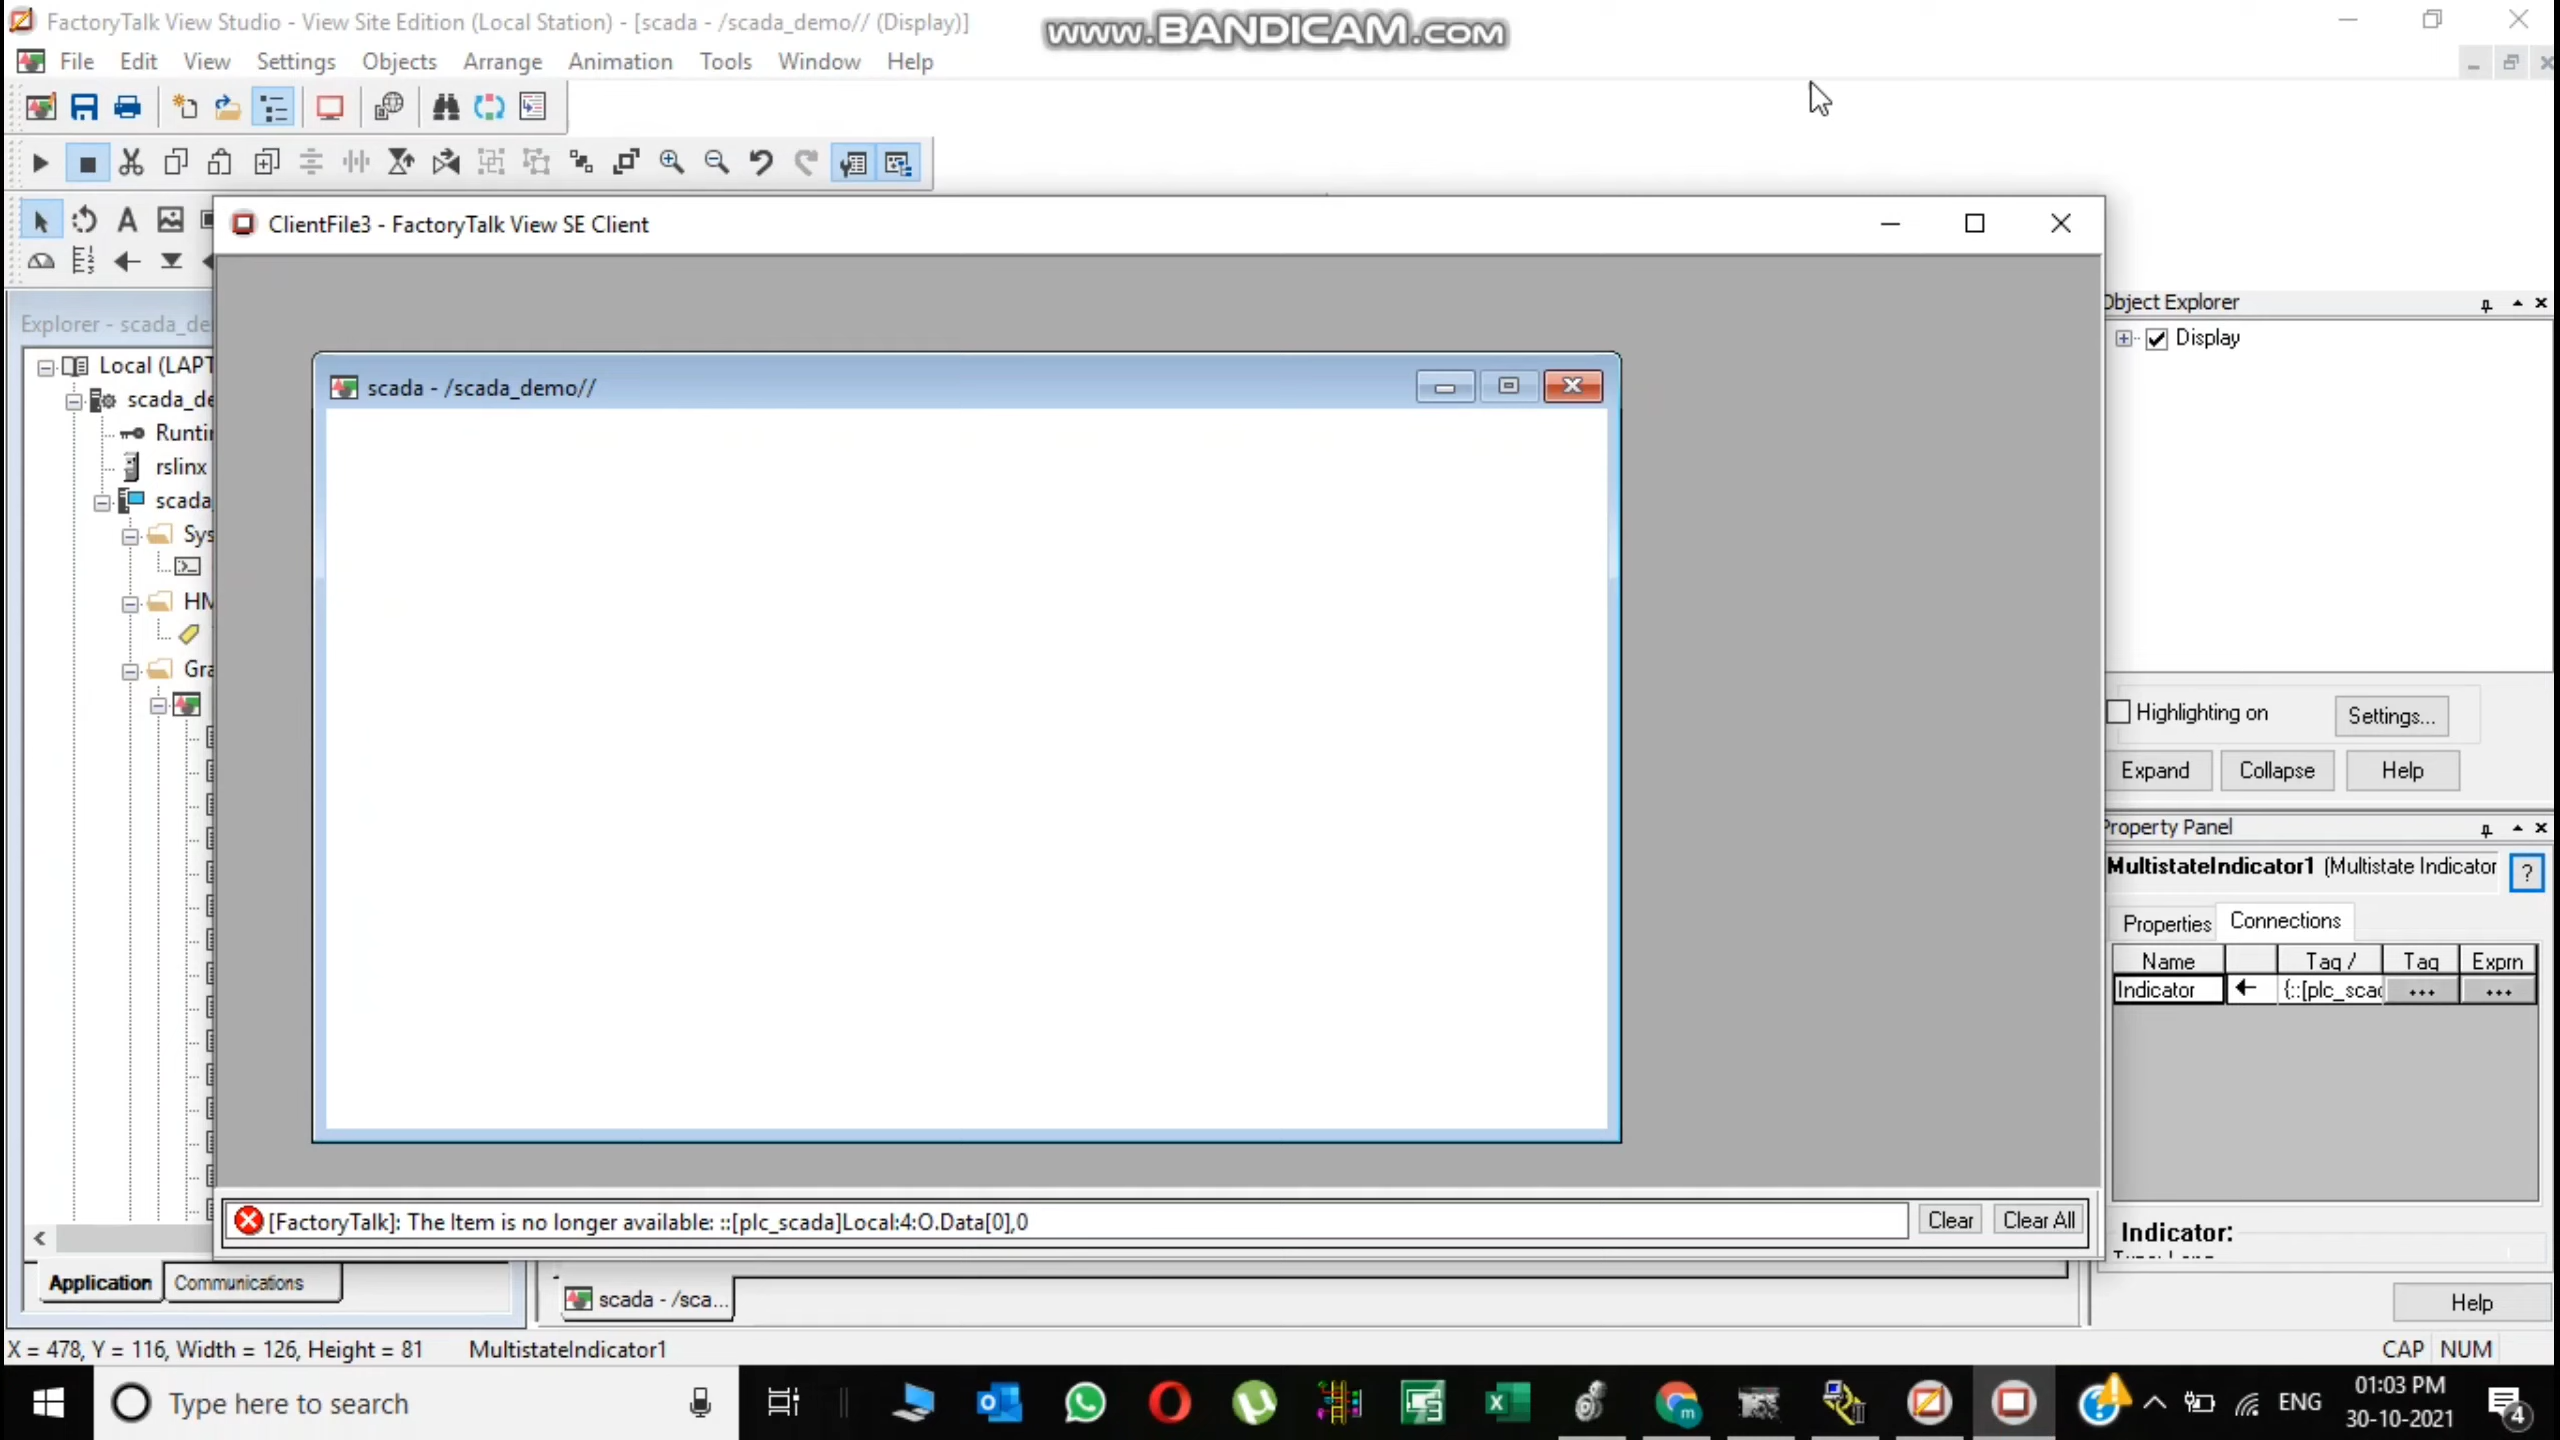 FactoryTalk View Studio - View Site Edition (Local Station) - [scada - /scada_demo// (Display)]
www.BANDICAM.com
File Edit View Settings Objects Arrange Animation Tools Window Help
ClientFile3 - FactoryTalk View SE Client
Explorer - scada_de
Local (LAPT
scada_de
Runti
rslinx
scada
Sys
HM
Gra
scada - /scada_demo//
Object Explorer
Display
Highlighting on
Settings...
Expand Collapse Help
Property Panel
MultistateIndicator1 (Multistate Indicator
?
Properties Connections
Name Tag / Tag Exprn
Indicator {::[plc_scad ... ...
[FactoryTalk]: The Item is no longer available: ::[plc_scada]Local:4:O.Data[0],0
Clear Clear All
Indicator:
Application Communications
scada - /sca...
Help
X = 478, Y = 116, Width = 126, Height = 81 MultistateIndicator1
CAP NUM
Type here to search
ENG
01:03 PM
30-10-2021
4